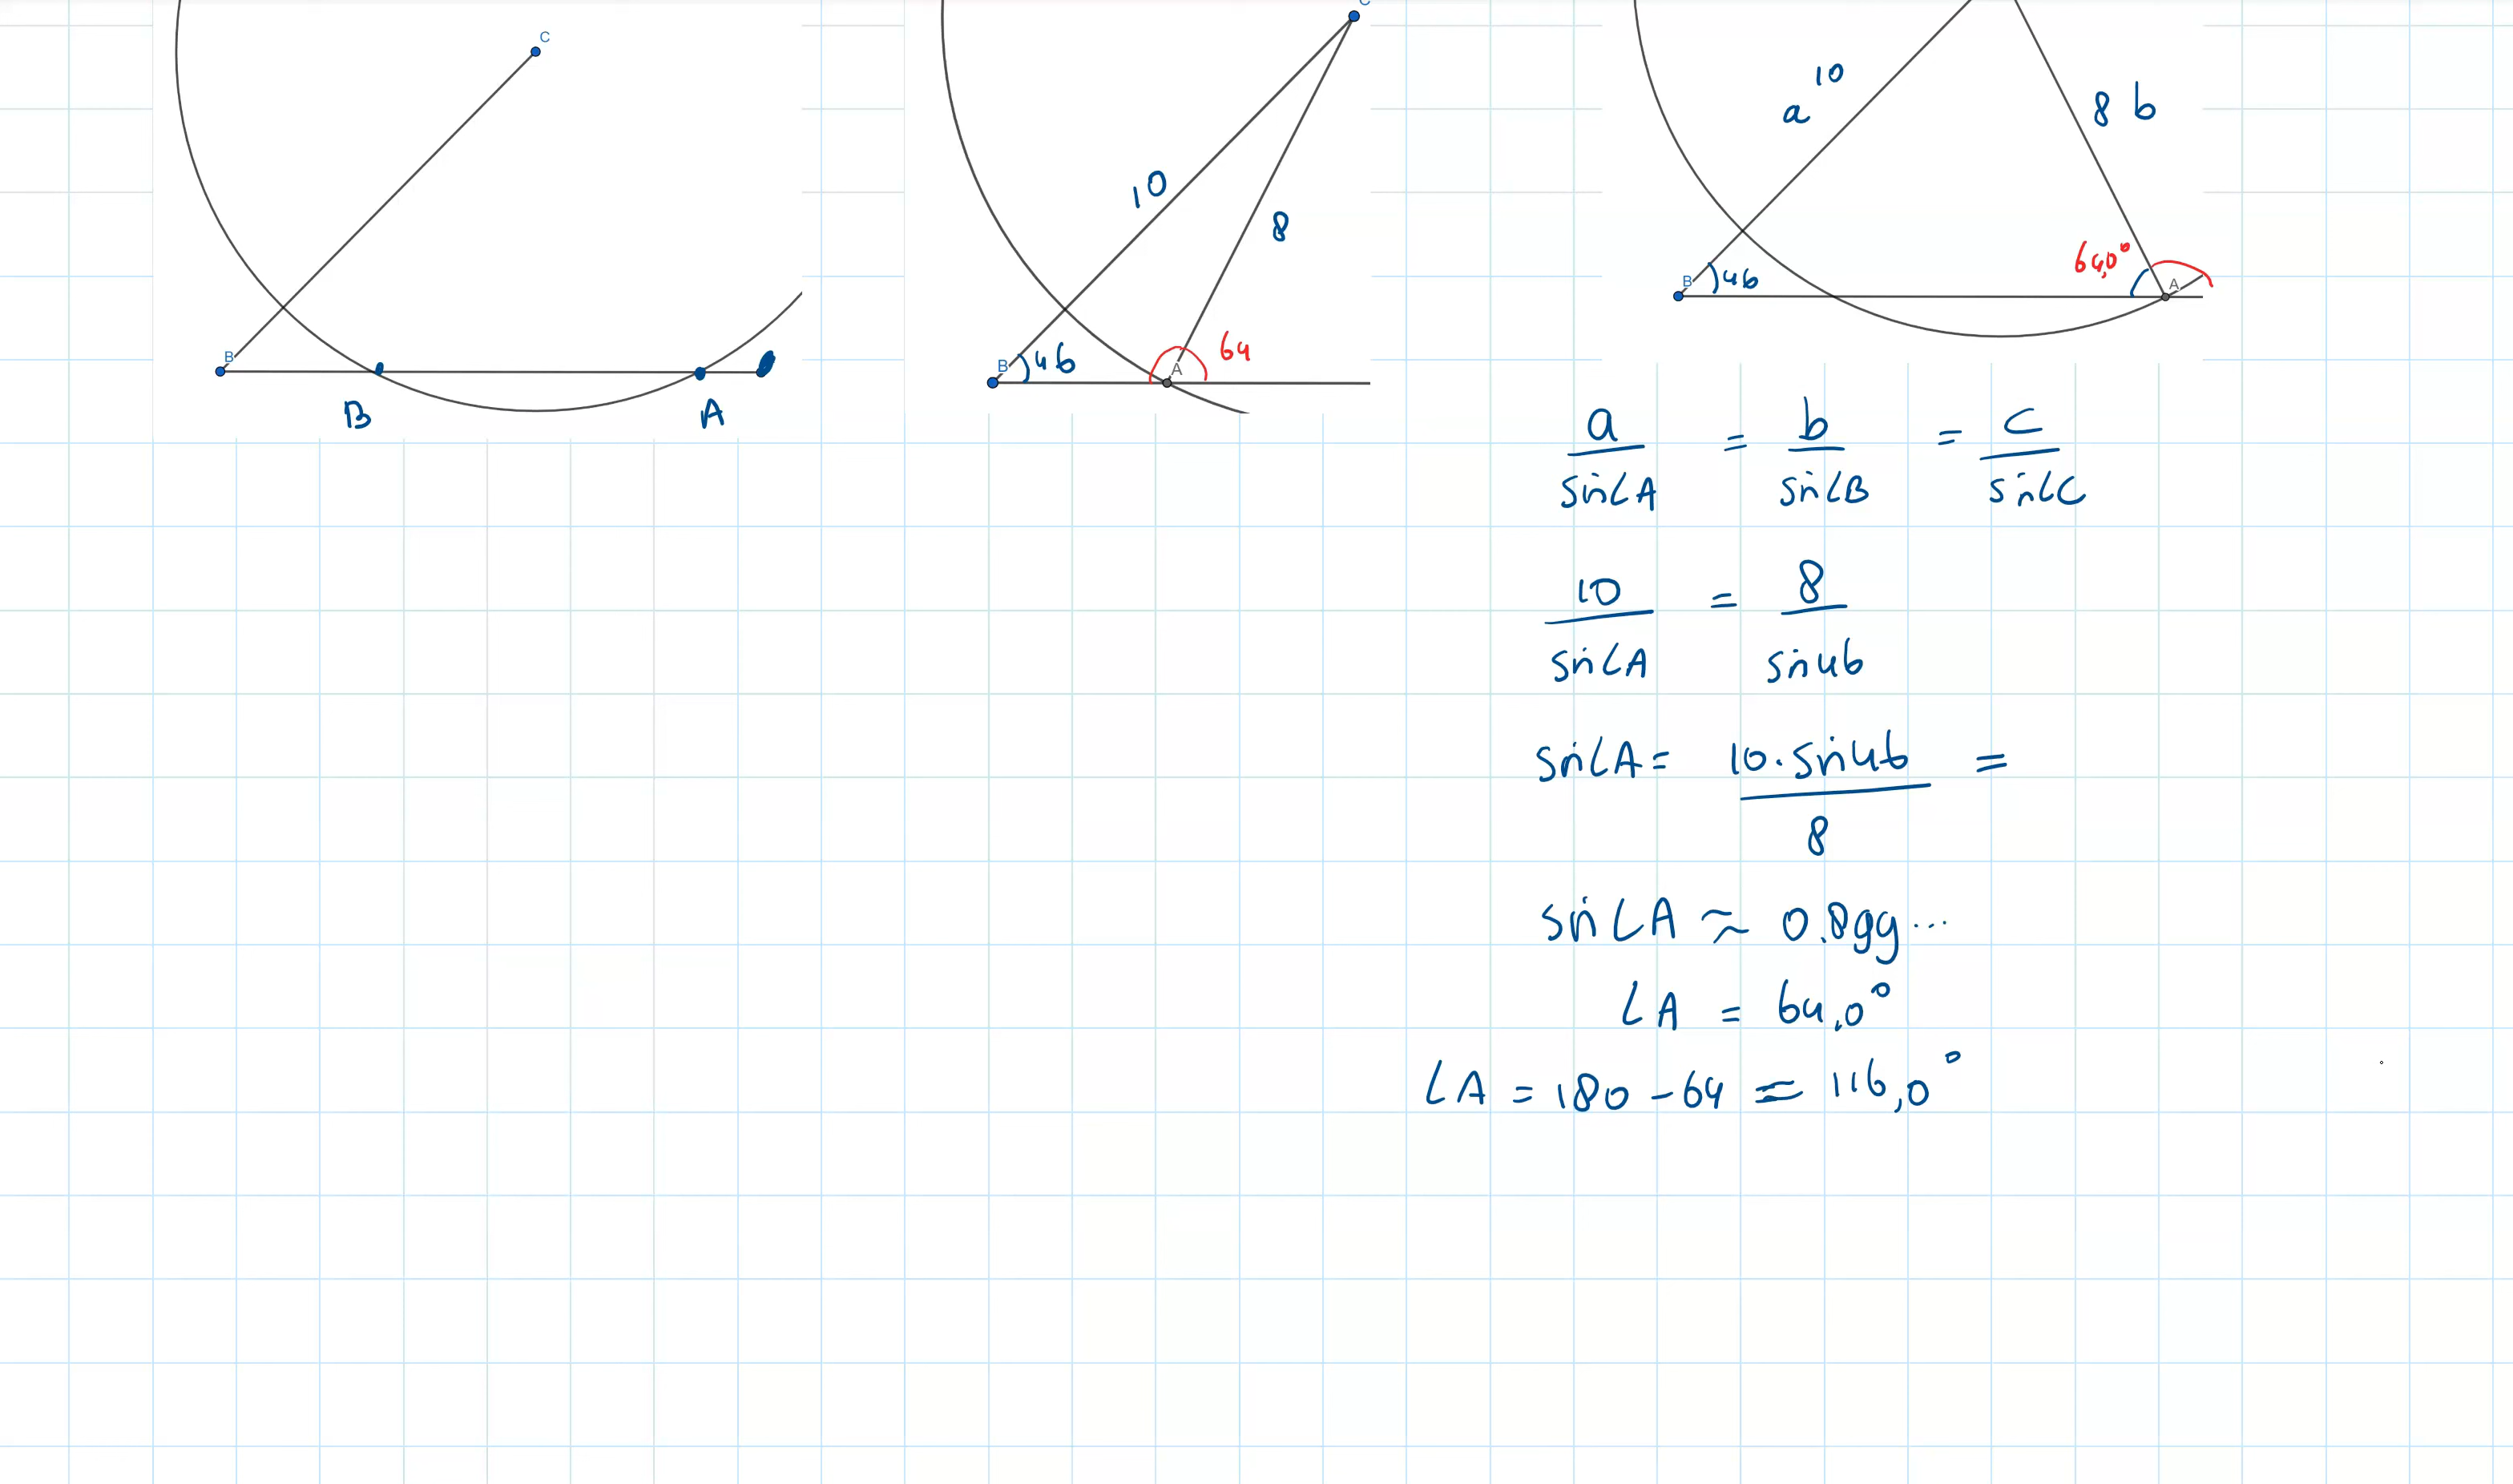 C
B
B
A
C
10
8
B
46
A
64
10
a
8 b
64,0°
B
46
A
a/sin∠A = b/sin∠B = c/sin∠C
10/sin∠A = 8/sin46
sin∠A = 10·sin46/8 =
sin∠A ≈ 0.899...
∠A = 64,0°
∠A = 180 - 64 = 116,0°